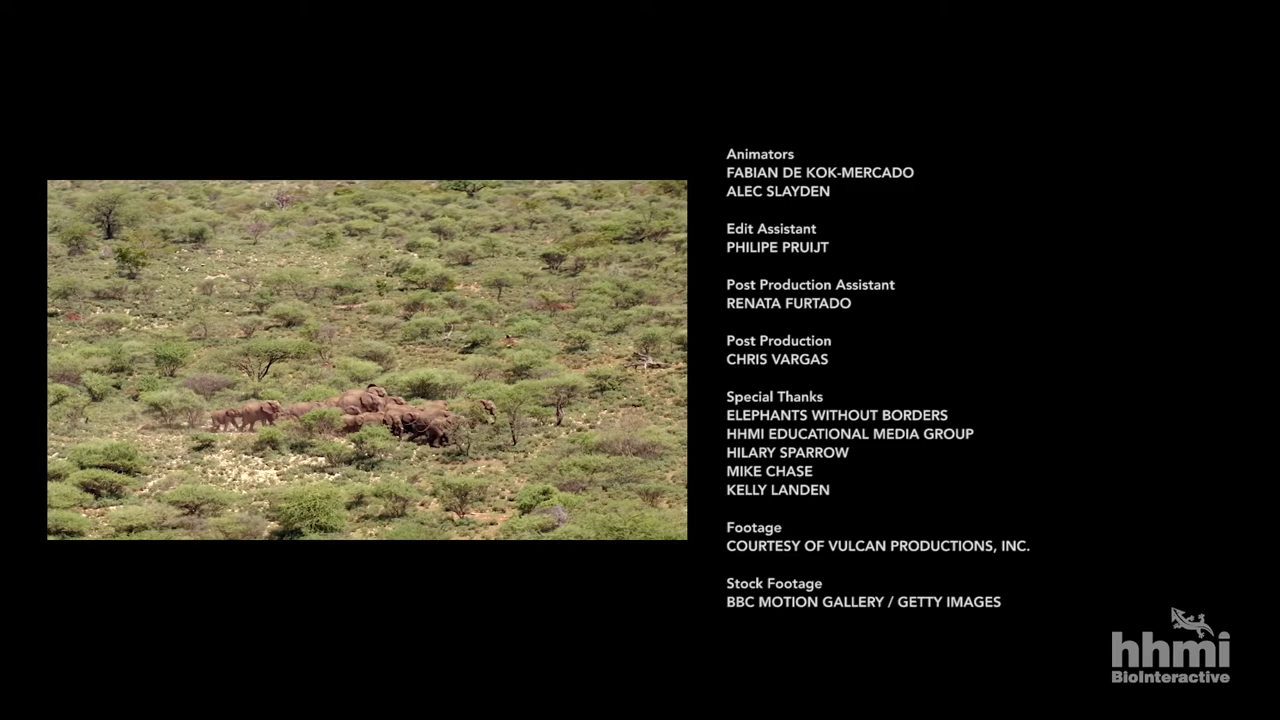 Animators
FABIAN DE KOK-MERCADO
ALEC SLAYDEN
Edit Assistant
PHILIPE PRUIJT
Post Production Assistant
RENATA FURTADO
Post Production
CHRIS VARGAS
Special Thanks
ELEPHANTS WITHOUT BORDERS
HHMI EDUCATIONAL MEDIA GROUP
HILARY SPARROW
MIKE CHASE
KELLY LANDEN
Footage
COURTESY OF VULCAN PRODUCTIONS, INC.
Stock Footage
BBC MOTION GALLERY / GETTY IMAGES
hhmi
BioInteractive